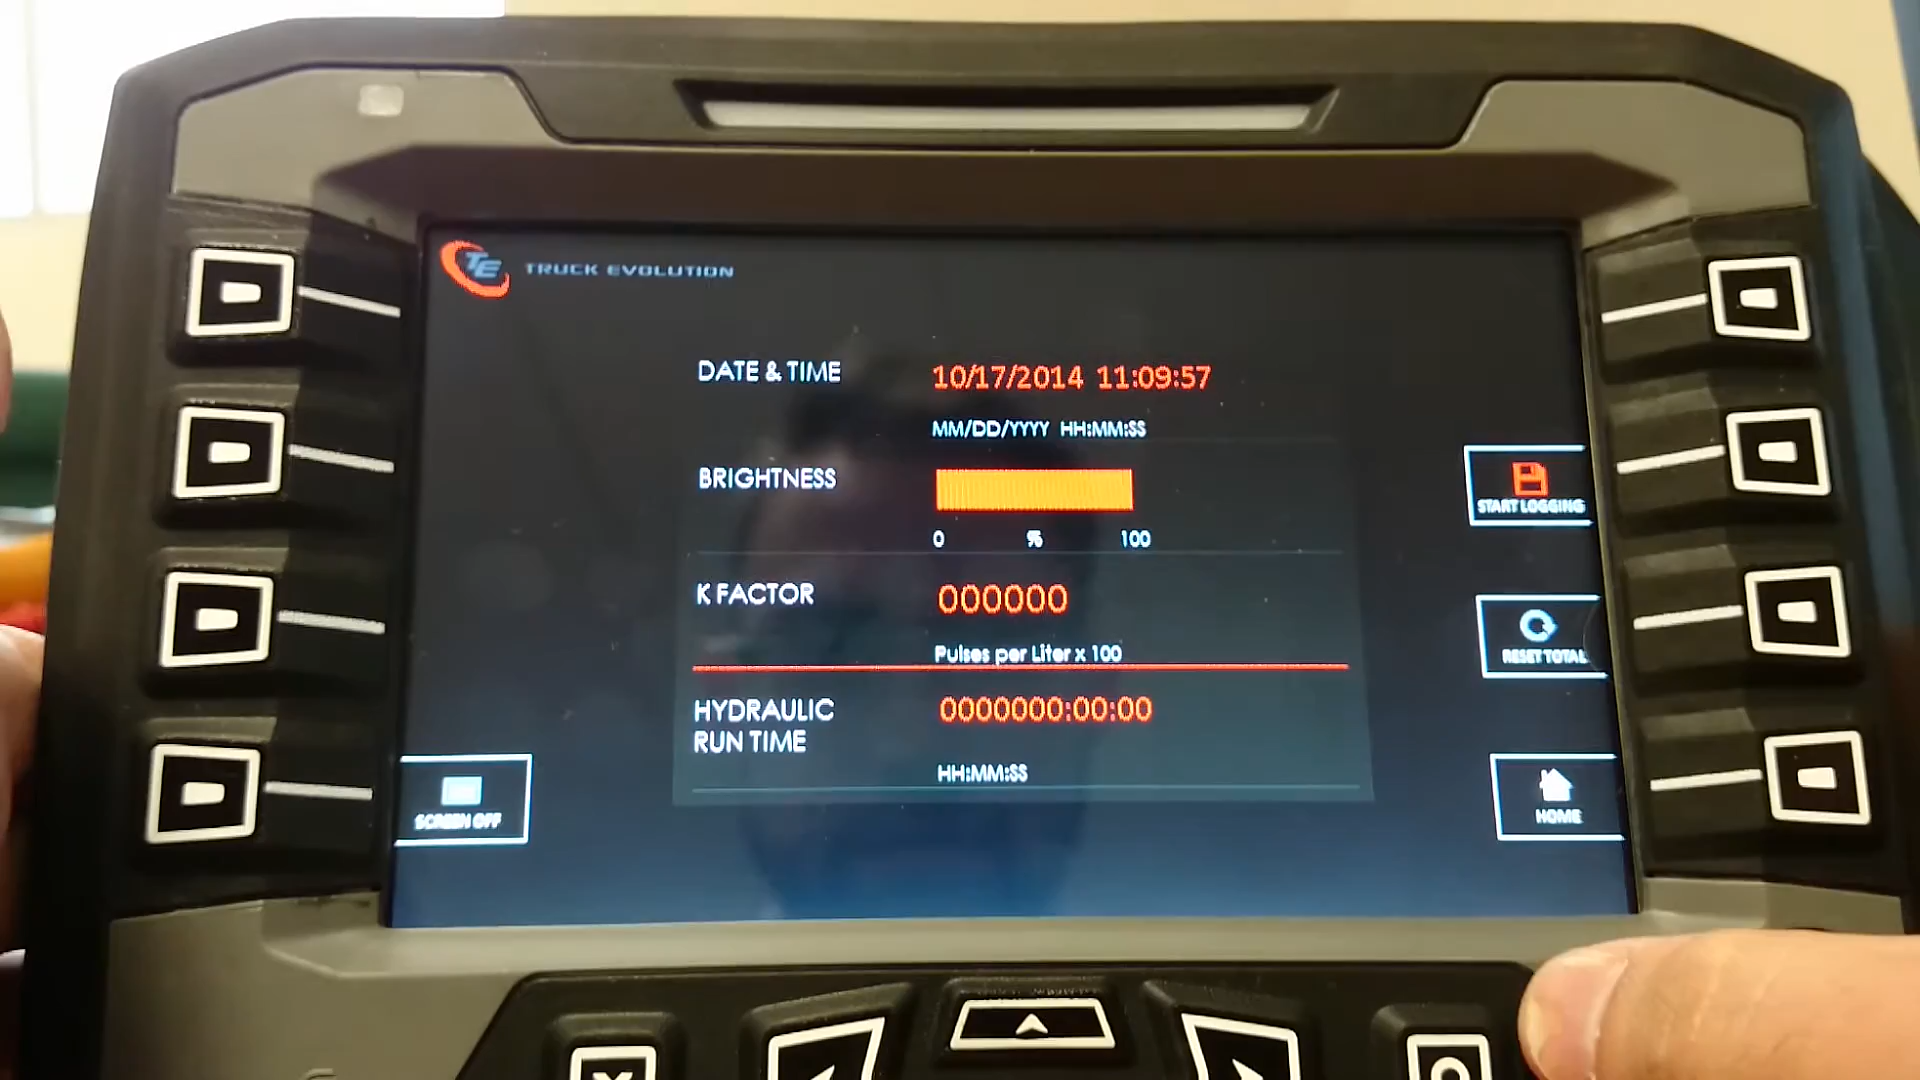 TE TRUCK EVOLUTION
DATE & TIME 10/17/2014 11:09:57
MM/DD/YYYY HH:MM:SS
BRIGHTNESS
0 % 100
START LOGGING
K FACTOR 000000
Pulses per Liter x 100
RESET TOTAL
HYDRAULIC RUN TIME 0000000:00:00
HH:MM:SS
SCREEN OFF
HOME